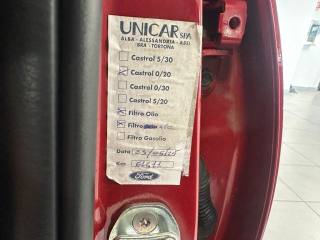 UNICAR SPA
ALBA - ALESSANDRIA - ASTI
BRA - TORTONA
Castrol 5/30
Castrol 0/20
Castrol 0/30
Castrol 5/20
Filtro Olio
Filtro
Filtro Gasolio
Data
Km
Ford